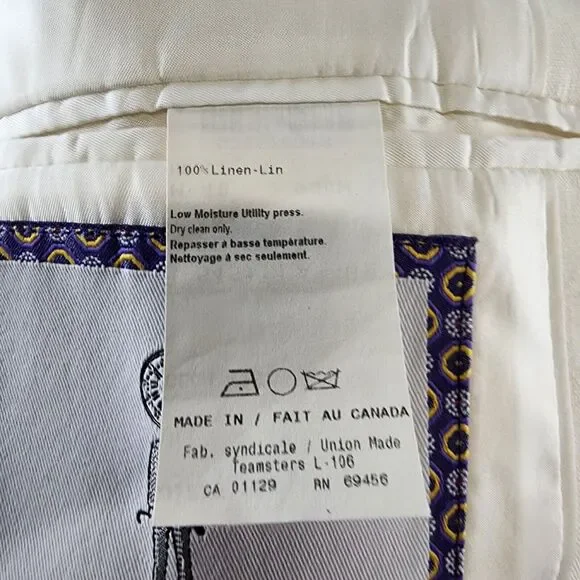 100% Linen-Lin
Low Moisture Utility press.
Dry clean only.
Repasser à basse température.
Nettoyage à sec seulement.
MADE IN / FAIT AU CANADA
Fab. syndicale / Union Made
Teamsters L-106
CA 01129 RN 69456